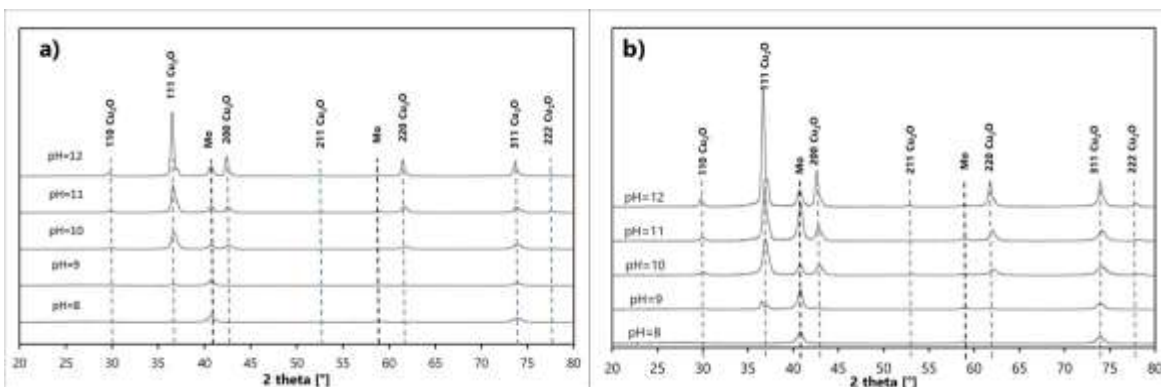 a)
110 Cu₂O
111 Cu₂O
Mo
200 Cu₂O
211 Cu₂O
Mo
220 Cu₂O
311 Cu₂O
222 Cu₂O
pH=12
pH=11
pH=10
pH=9
pH=8
20 25 30 35 40 45 50 55 60 65 70 75 80
2 theta [°]
b)
110 Cu₂O
111 Cu₂O
Mo
200 Cu₂O
211 Cu₂O
Mo
220 Cu₂O
311 Cu₂O
222 Cu₂O
pH=12
pH=11
pH=10
pH=9
pH=8
20 25 30 35 40 45 50 55 60 65 70 75 80
2 theta [°]